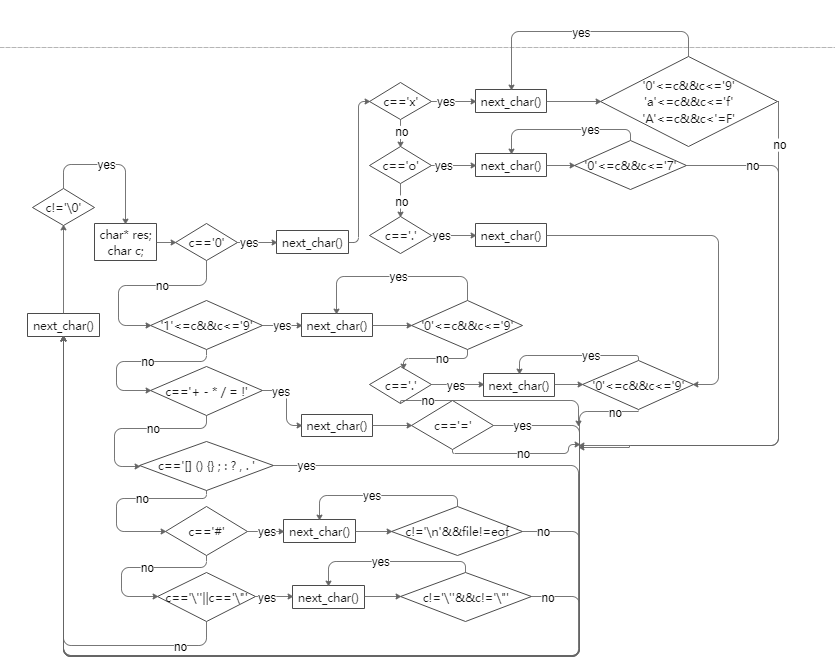 yes
'0'<=c&&c<='9'
'a'<=c&&c<='f'
'A'<=c&&c<'=F'
c=='x'
yes
next_char()
no
no
yes
c=='o'
yes
next_char()
'0'<=c&&c<='7'
no
no
yes
c!='\0'
char* res;
char c;
c=='0'
yes
next_char()
c=='.'
yes
next_char()
no
yes
next_char()
'1'<=c&&c<='9'
yes
next_char()
'0'<=c&&c<='9'
no
no
yes
c=='.'
yes
next_char()
'0'<=c&&c<='9'
no
no
c=='+ - * / = !'
yes
next_char()
c=='='
yes
no
no
c=='[] () {} ; : ? , . '
yes
no
yes
c=='#'
yes
next_char()
c!='\n'&&file!=eof
no
no
yes
c=='\''||c=='\"'
yes
next_char()
c!='\''&&c!='\"'
no
no